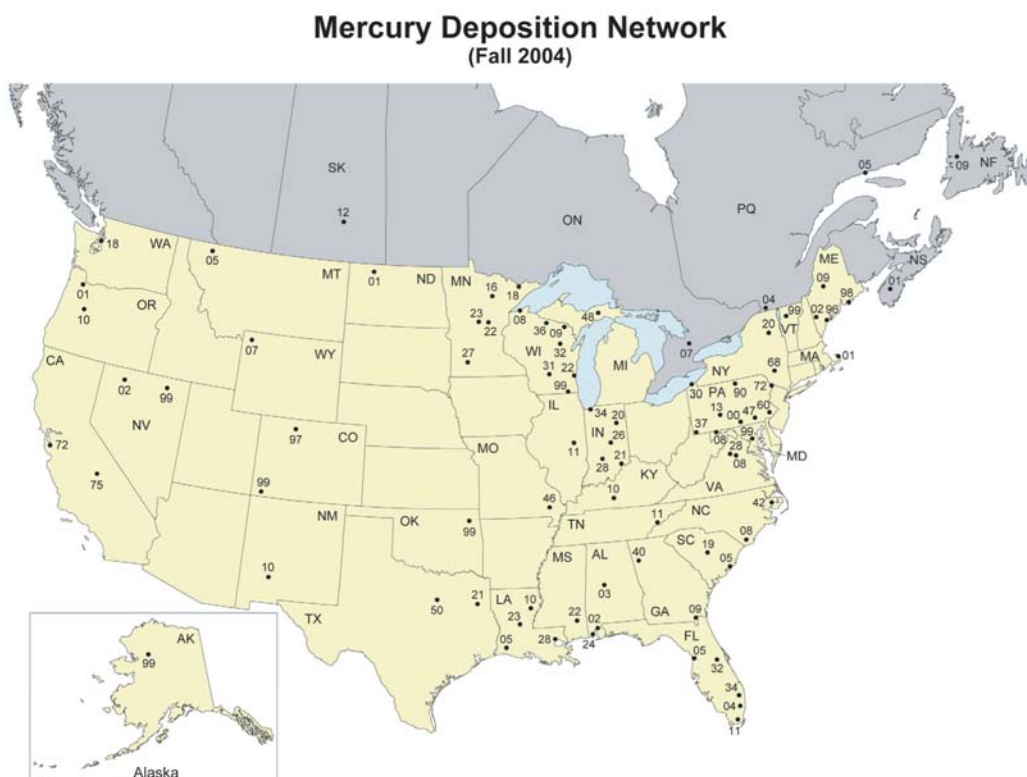 Mercury Deposition Network
(Fall 2004)
SK
12
ON
PQ
05
09
NF
NS
01
18
WA
05
MT
01
ND
MN
16
18
ME
09
98
01
OR
10
07
WY
23
22
27
08
36
09
48
32
WI
31
22
99
MI
07
04
20
99
VT
02
96
MA
01
CA
02
99
NV
72
75
97
CO
99
NM
10
IL
11
34
IN
20
26
28
21
MO
46
KY
10
NY
68
30
PA
90
72
13
00
47
60
37
08
99
28
08
MD
VA
42
NC
08
TN
11
OK
99
SC
19
05
MS
22
AL
03
40
GA
09
TX
50
21
LA
10
23
05
28
02
24
FL
05
32
34
04
11
AK
99
Alaska